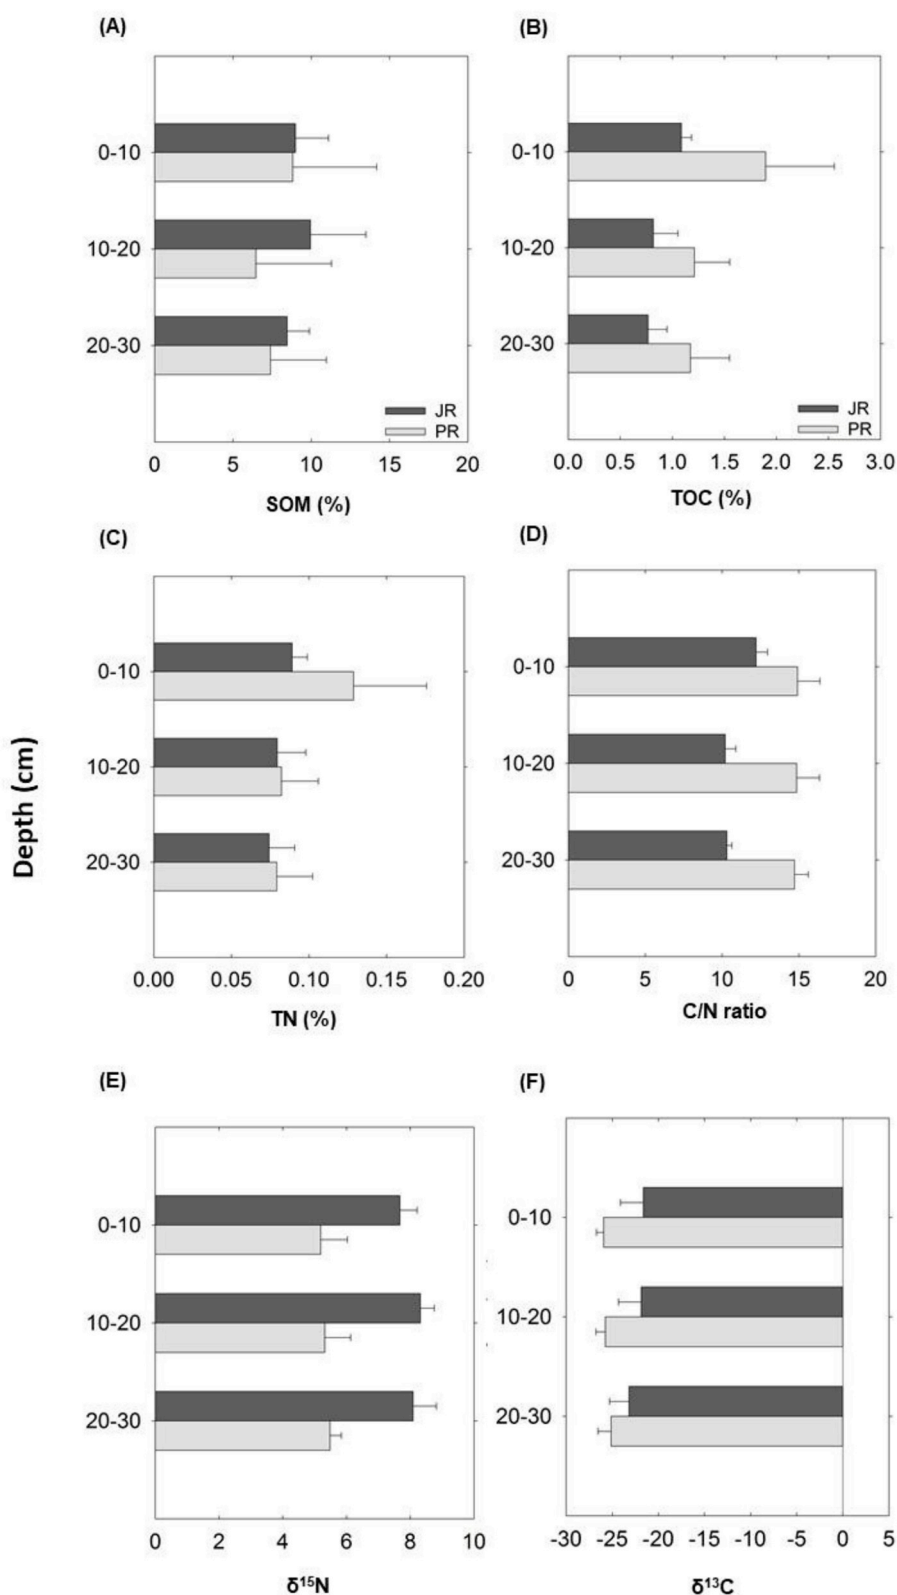 (A)
0-10
10-20
20-30
JR
PR
0 5 10 15 20
SOM (%)
(B)
0-10
10-20
20-30
JR
PR
0.0 0.5 1.0 1.5 2.0 2.5 3.0
TOC (%)
Depth (cm)
(C)
0-10
10-20
20-30
0.00 0.05 0.10 0.15 0.20
TN (%)
(D)
0-10
10-20
20-30
0 5 10 15 20
C/N ratio
(E)
0-10
10-20
20-30
0 2 4 6 8 10
δ¹⁵N
(F)
0-10
10-20
20-30
-30 -25 -20 -15 -10 -5 0 5
δ¹³C